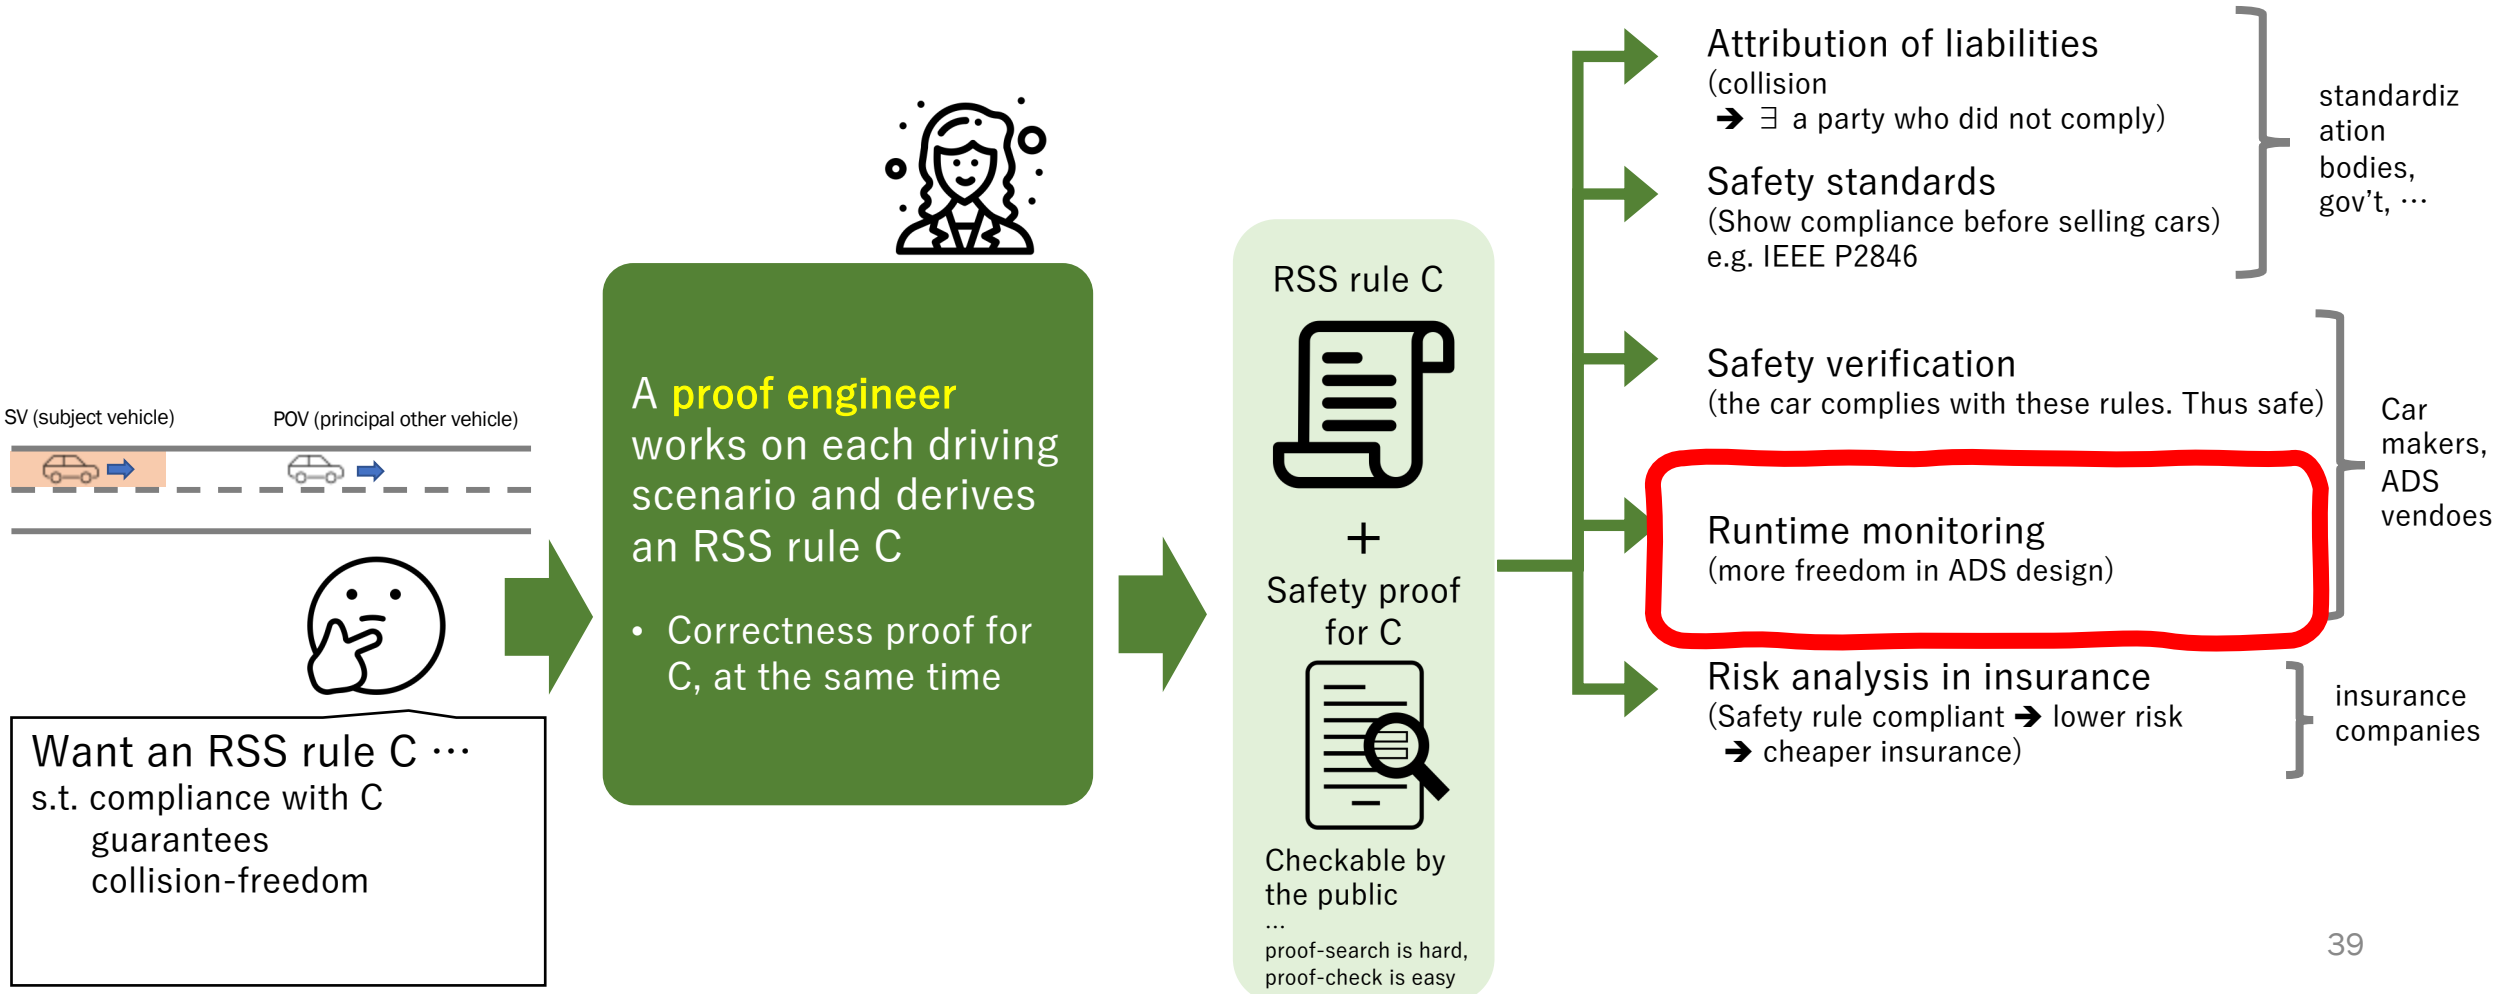 SV (subject vehicle)
POV (principal other vehicle)
Want an RSS rule C …
s.t. compliance with C
guarantees
collision-freedom
A proof engineer
works on each driving
scenario and derives
an RSS rule C
• Correctness proof for
C, at the same time
RSS rule C
+
Safety proof
for C
Checkable by
the public
…
proof-search is hard,
proof-check is easy
Attribution of liabilities
(collision
➔ ∃ a party who did not comply)
Safety standards
(Show compliance before selling cars)
e.g. IEEE P2846
standardiz
ation
bodies,
gov't, …
Safety verification
(the car complies with these rules. Thus safe)
Runtime monitoring
(more freedom in ADS design)
Car
makers,
ADS
vendoes
Risk analysis in insurance
(Safety rule compliant ➔ lower risk
➔ cheaper insurance)
insurance
companies
39